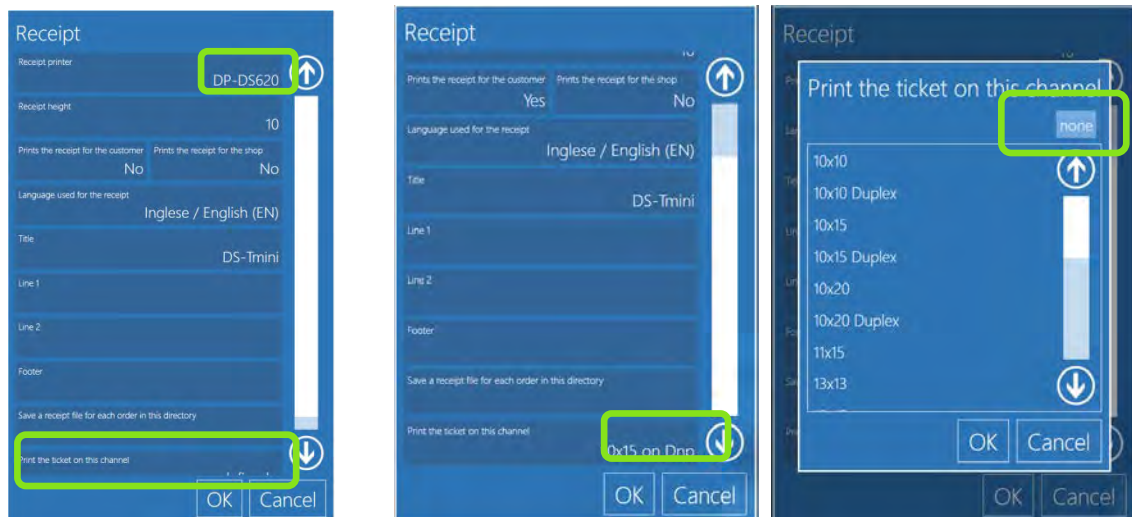 Receipt
Receipt printer
DP-DS620
Receipt height
10
Prints the receipt for the customer Prints the receipt for the shop
No No
Language used for the receipt
Inglese / English (EN)
Title
DS-Tmini
Line 1
Line 2
Footer
Save a receipt file for each order in this directory
Print the ticket on this channel
OK Cancel
Receipt
10
Prints the receipt for the customer Prints the receipt for the shop
Yes No
Language used for the receipt
Inglese / English (EN)
Title
DS-Tmini
Line 1
Line 2
Footer
Save a receipt file for each order in this directory
Print the ticket on this channel
0x15 on Dnp
OK Cancel
Receipt
Print the ticket on this channel
none
10x10
10x10 Duplex
10x15
10x15 Duplex
10x20
10x20 Duplex
11x15
13x13
OK Cancel
OK Cancel